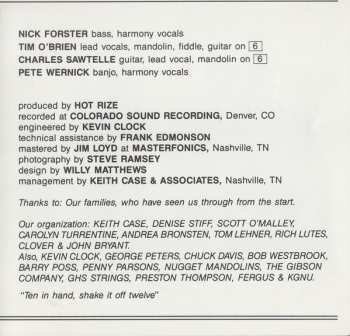 NICK FORSTER bass, harmony vocals
TIM O'BRIEN lead vocals, mandolin, fiddle, guitar on 6
CHARLES SAWTELLE guitar, lead vocal, mandolin on 6
PETE WERNICK banjo, harmony vocals
produced by HOT RIZE
recorded at COLORADO SOUND RECORDING, Denver, CO
engineered by KEVIN CLOCK
technical assistance by FRANK EDMONSON
mastered by JIM LOYD at MASTERFONICS, Nashville, TN
photography by STEVE RAMSEY
design by WILLY MATTHEWS
management by KEITH CASE & ASSOCIATES, Nashville, TN
Thanks to: Our families, who have seen us through from the start.
Our organization: KEITH CASE, DENISE STIFF, SCOTT O'MALLEY,
CAROLYN TURRENTINE, ANDREA BRONSTEN, TOM LEHNER, RICH LUTES,
CLOVER & JOHN BRYANT.
Also, KEVIN CLOCK, GEORGE PETERS, CHUCK DAVIS, BOB WESTBROOK,
BARRY POSS, PENNY PARSONS, NUGGET MANDOLINS, THE GIBSON
COMPANY, GHS STRINGS, PRESTON THOMPSON, FERGUS & KGNU.
"Ten in hand, shake it off twelve"